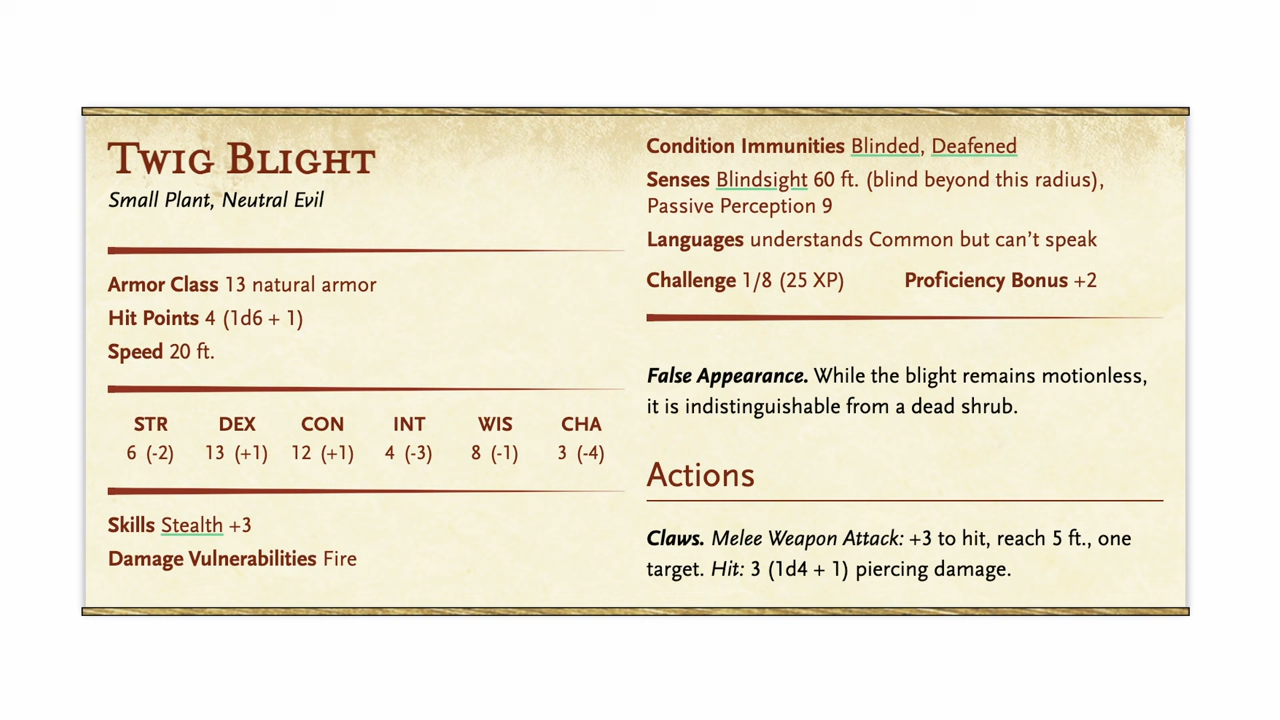 Twig Blight
Small Plant, Neutral Evil
Armor Class 13 natural armor
Hit Points 4 (1d6 + 1)
Speed 20 ft.
STR DEX CON INT WIS CHA
6 (-2) 13 (+1) 12 (+1) 4 (-3) 8 (-1) 3 (-4)
Skills Stealth +3
Damage Vulnerabilities Fire
Condition Immunities Blinded, Deafened
Senses Blindsight 60 ft. (blind beyond this radius),
Passive Perception 9
Languages understands Common but can’t speak
Challenge 1/8 (25 XP) Proficiency Bonus +2
False Appearance. While the blight remains motionless,
it is indistinguishable from a dead shrub.
Actions
Claws. Melee Weapon Attack: +3 to hit, reach 5 ft., one
target. Hit: 3 (1d4 + 1) piercing damage.